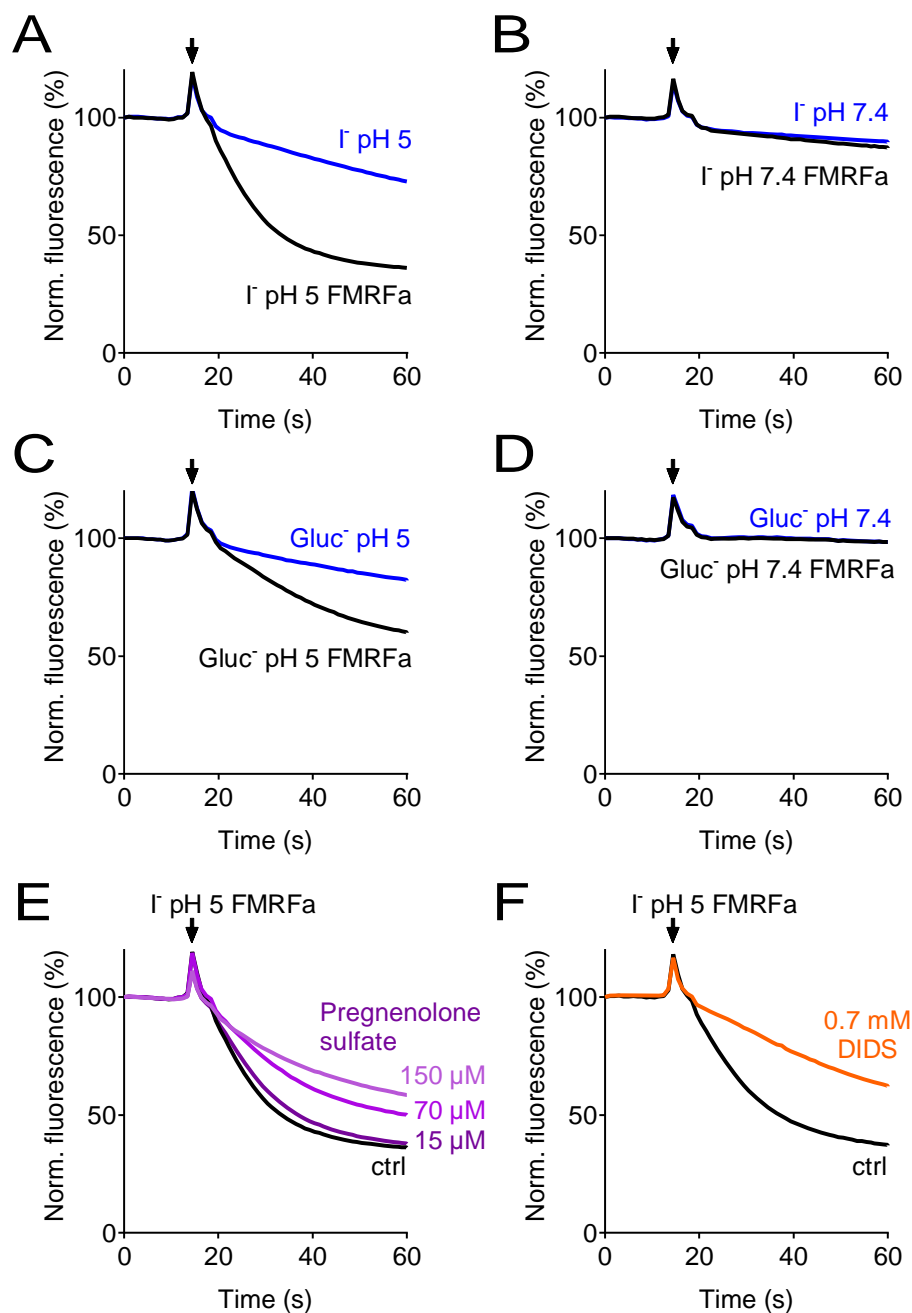 A
Norm. fluorescence (%)
100
50
0
I⁻ pH 5
I⁻ pH 5 FMRFa
0 20 40 60
Time (s)
B
Norm. fluorescence (%)
100
50
0
I⁻ pH 7.4
I⁻ pH 7.4 FMRFa
0 20 40 60
Time (s)
C
Norm. fluorescence (%)
100
50
0
Gluc⁻ pH 5
Gluc⁻ pH 5 FMRFa
0 20 40 60
Time (s)
D
Norm. fluorescence (%)
100
50
0
Gluc⁻ pH 7.4
Gluc⁻ pH 7.4 FMRFa
0 20 40 60
Time (s)
E
I⁻ pH 5 FMRFa
Norm. fluorescence (%)
100
50
0
Pregnenolone
sulfate
150 µM
70 µM
15 µM
ctrl
0 20 40 60
Time (s)
F
I⁻ pH 5 FMRFa
Norm. fluorescence (%)
100
50
0
0.7 mM
DIDS
ctrl
0 20 40 60
Time (s)